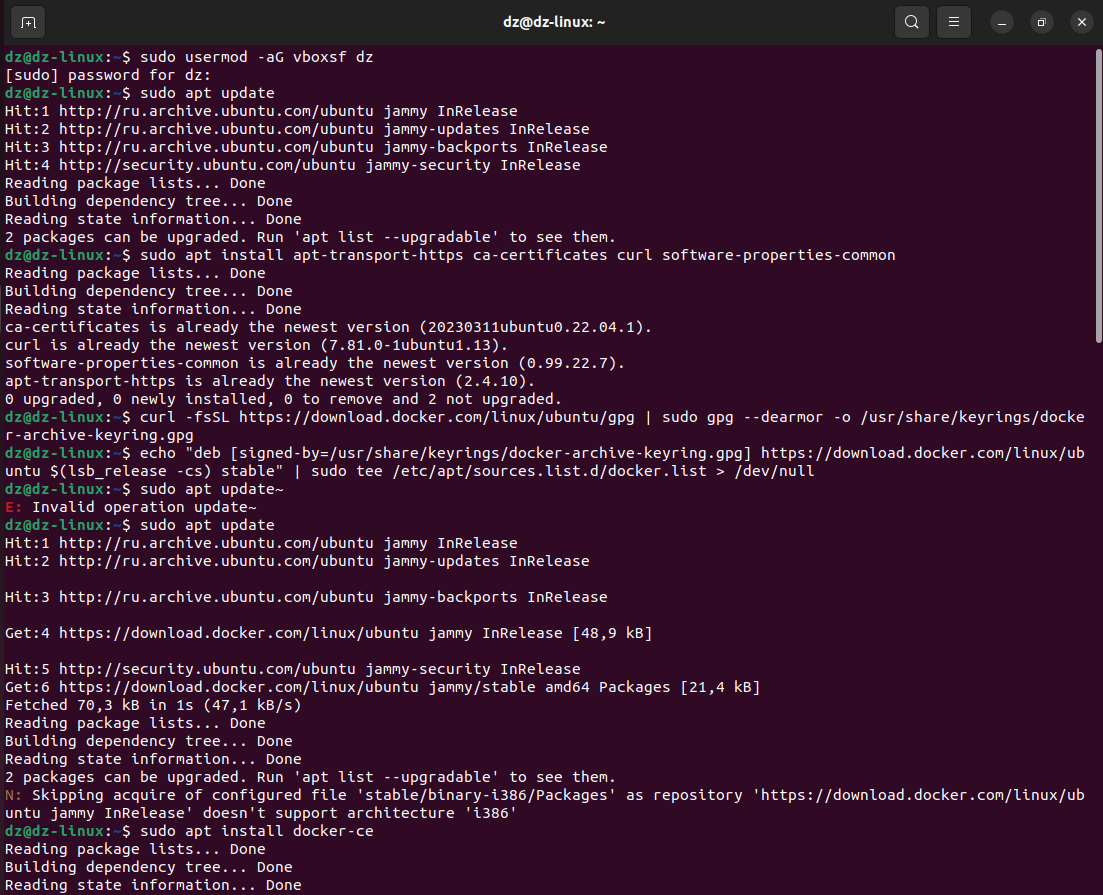 dz@dz-linux: ~
dz@dz-linux:~$ sudo usermod -aG vboxsf dz
[sudo] password for dz:
dz@dz-linux:~$ sudo apt update
Hit:1 http://ru.archive.ubuntu.com/ubuntu jammy InRelease
Hit:2 http://ru.archive.ubuntu.com/ubuntu jammy-updates InRelease
Hit:3 http://ru.archive.ubuntu.com/ubuntu jammy-backports InRelease
Hit:4 http://security.ubuntu.com/ubuntu jammy-security InRelease
Reading package lists... Done
Building dependency tree... Done
Reading state information... Done
2 packages can be upgraded. Run 'apt list --upgradable' to see them.
dz@dz-linux:~$ sudo apt install apt-transport-https ca-certificates curl software-properties-common
Reading package lists... Done
Building dependency tree... Done
Reading state information... Done
ca-certificates is already the newest version (20230311ubuntu0.22.04.1).
curl is already the newest version (7.81.0-1ubuntu1.13).
software-properties-common is already the newest version (0.99.22.7).
apt-transport-https is already the newest version (2.4.10).
0 upgraded, 0 newly installed, 0 to remove and 2 not upgraded.
dz@dz-linux:~$ curl -fsSL https://download.docker.com/linux/ubuntu/gpg | sudo gpg --dearmor -o /usr/share/keyrings/docke
r-archive-keyring.gpg
dz@dz-linux:~$ echo "deb [signed-by=/usr/share/keyrings/docker-archive-keyring.gpg] https://download.docker.com/linux/ub
untu $(lsb_release -cs) stable" | sudo tee /etc/apt/sources.list.d/docker.list > /dev/null
dz@dz-linux:~$ sudo apt update~
E: Invalid operation update~
dz@dz-linux:~$ sudo apt update
Hit:1 http://ru.archive.ubuntu.com/ubuntu jammy InRelease
Hit:2 http://ru.archive.ubuntu.com/ubuntu jammy-updates InRelease
Hit:3 http://ru.archive.ubuntu.com/ubuntu jammy-backports InRelease
Get:4 https://download.docker.com/linux/ubuntu jammy InRelease [48,9 kB]
Hit:5 http://security.ubuntu.com/ubuntu jammy-security InRelease
Get:6 https://download.docker.com/linux/ubuntu jammy/stable amd64 Packages [21,4 kB]
Fetched 70,3 kB in 1s (47,1 kB/s)
Reading package lists... Done
Building dependency tree... Done
Reading state information... Done
2 packages can be upgraded. Run 'apt list --upgradable' to see them.
N: Skipping acquire of configured file 'stable/binary-i386/Packages' as repository 'https://download.docker.com/linux/ub
untu jammy InRelease' doesn't support architecture 'i386'
dz@dz-linux:~$ sudo apt install docker-ce
Reading package lists... Done
Building dependency tree... Done
Reading state information... Done